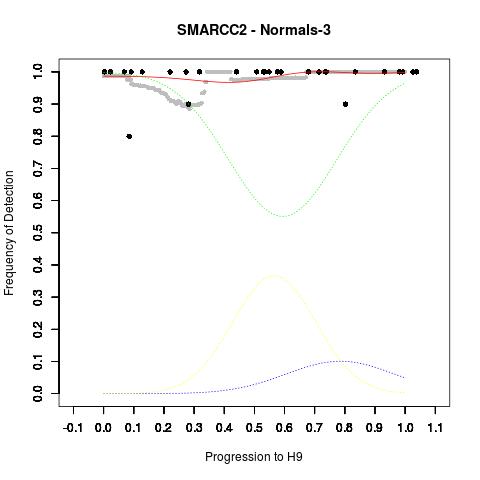 SMARCC2 - Normals-3
Frequency of Detection
1.0
0.9
0.8
0.7
0.6
0.5
0.4
0.3
0.2
0.1
0.0
-0.1 0.0 0.1 0.2 0.3 0.4 0.5 0.6 0.7 0.8 0.9 1.0 1.1
Progression to H9